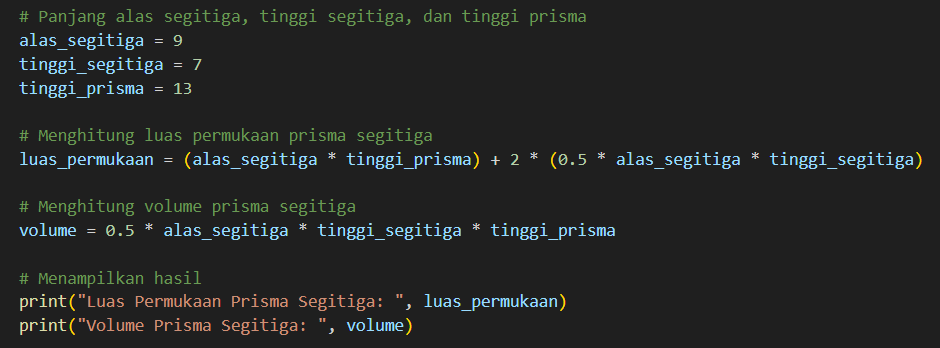 # Panjang alas segitiga, tinggi segitiga, dan tinggi prisma
alas_segitiga = 9
tinggi_segitiga = 7
tinggi_prisma = 13
# Menghitung luas permukaan prisma segitiga
luas_permukaan = (alas_segitiga * tinggi_prisma) + 2 * (0.5 * alas_segitiga * tinggi_segitiga)
# Menghitung volume prisma segitiga
volume = 0.5 * alas_segitiga * tinggi_segitiga * tinggi_prisma
# Menampilkan hasil
print("Luas Permukaan Prisma Segitiga: ", luas_permukaan)
print("Volume Prisma Segitiga: ", volume)